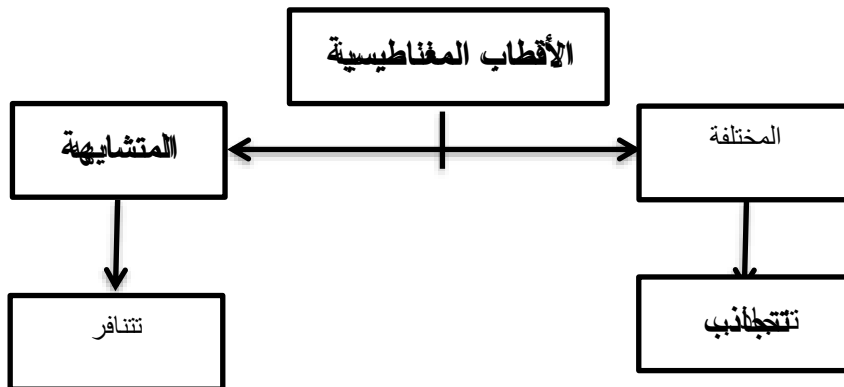 الأقطاب المغناطيسية
المختلفة
المتشابهة
تتجاذب
تتنافر